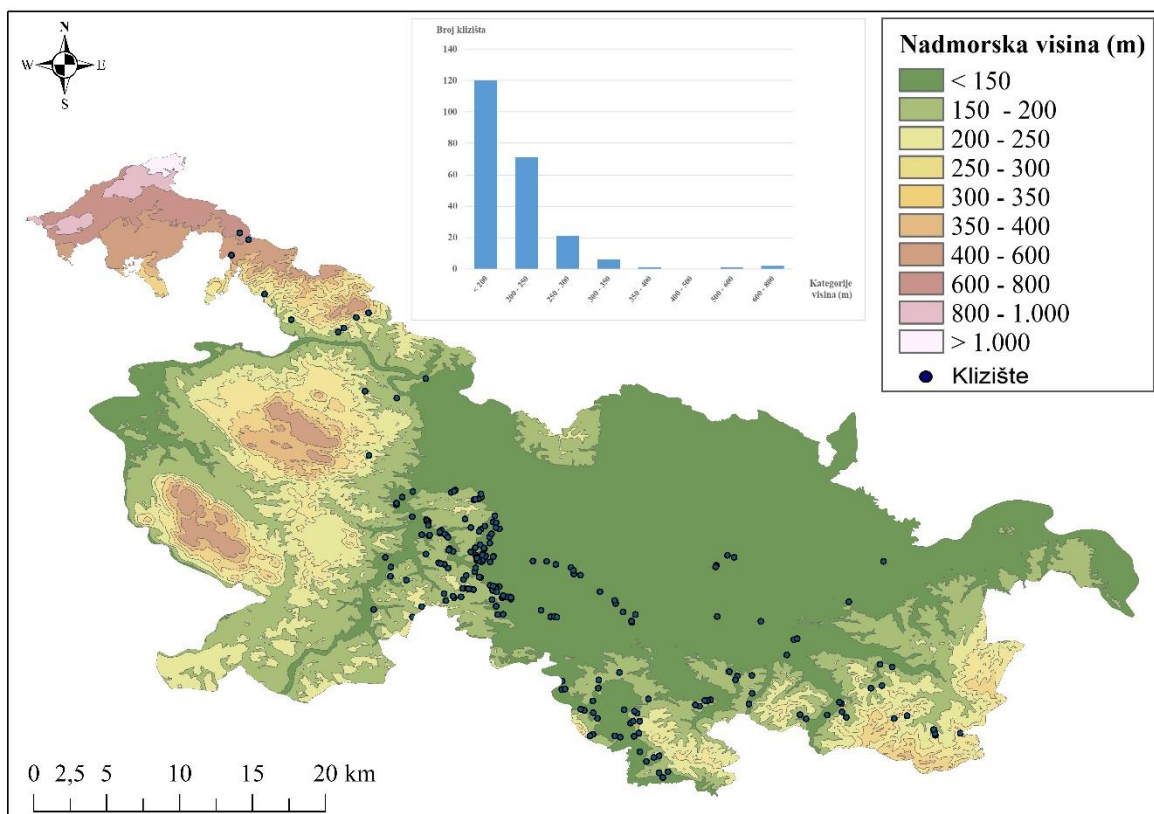 N
W E
S
Broj klizišta
140
120
100
80
60
40
20
0
< 200
200 - 250
250 - 300
300 - 350
350 - 400
400 - 500
500 - 600
600 - 800
Kategorije
visina (m)
Nadmorska visina (m)
< 150
150 - 200
200 - 250
250 - 300
300 - 350
350 - 400
400 - 600
600 - 800
800 - 1.000
> 1.000
Klizište
0 2,5 5 10 15 20 km